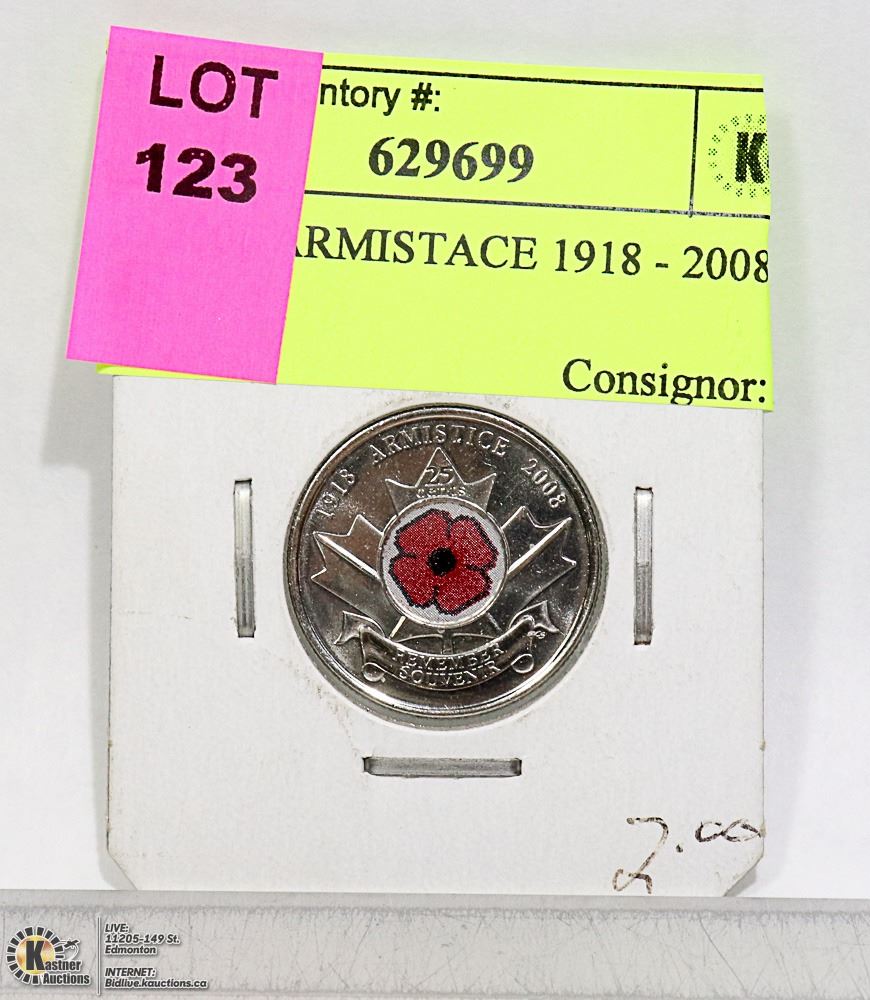 LOT
123
ntory #:
629699
K
ARMISTACE 1918 - 2008
Consignor:
1918 ARMISTICE 2008
25
cents
REMEMBER
SOUVENIR
2.00
Kastner
Auctions
LIVE:
11205-149 St.
Edmonton
INTERNET:
Bidlive.kauctions.ca